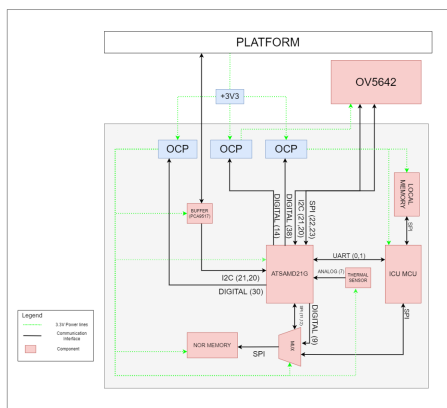 PLATFORM
OV5642
+3V3
OCP
OCP
OCP
LOCAL
MEMORY
BUFFER
(PCA9517)
DIGITAL
(14)
DIGITAL
(38)
I2C (21,20)
SPI (22,23)
SPI
I2C (21,20)
DIGITAL (30)
ATSAMD21G
UART (0,1)
ANALOG (7)
THERMAL
SENSOR
ICU MCU
DIGITAL
(9)
SPI
MUX
NOR MEMORY
SPI
Legend
3.3V Power lines
Communication
interface
Component